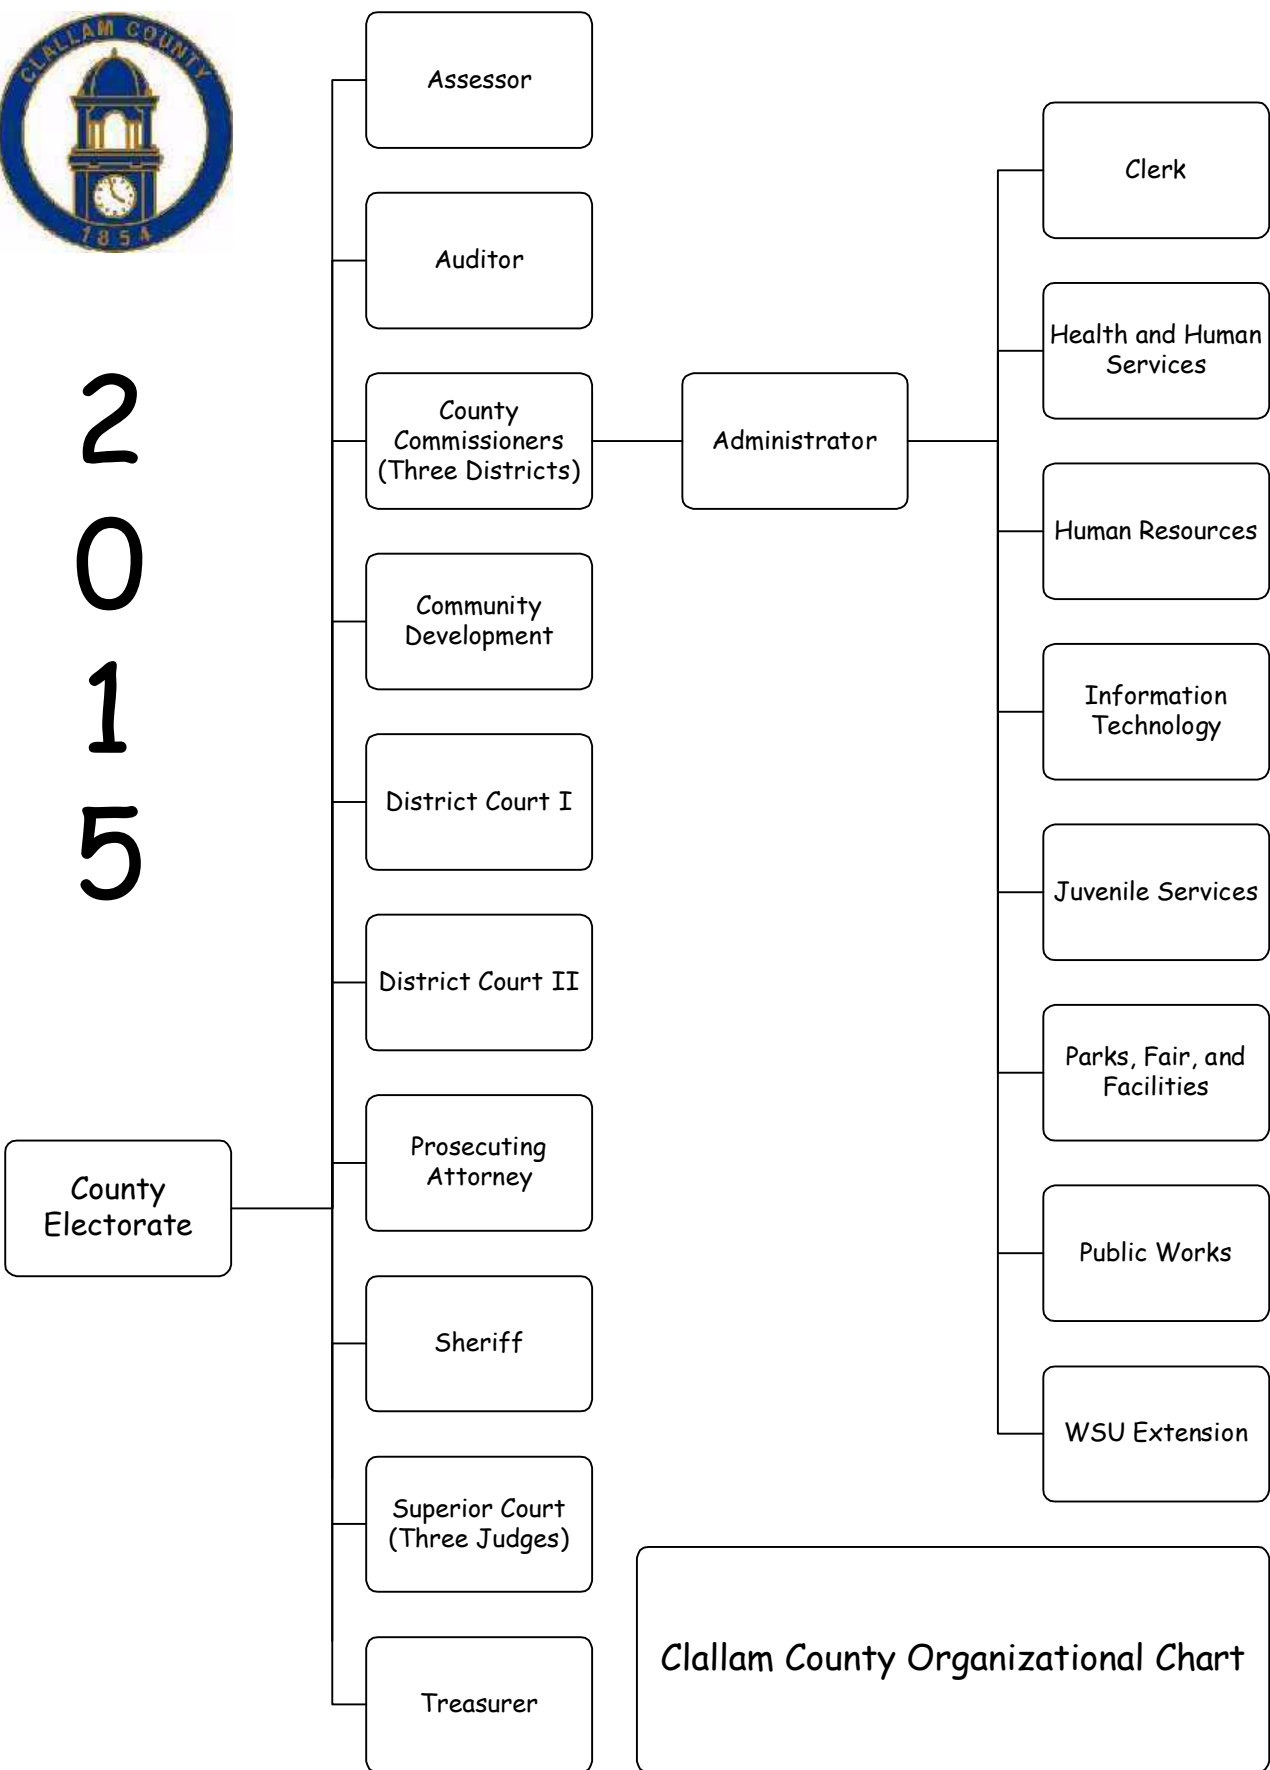 CLALLAM COUNTY
1854
2
0
1
5
County
Electorate
Assessor
Auditor
County
Commissioners
(Three Districts)
Community
Development
District Court I
District Court II
Prosecuting
Attorney
Sheriff
Superior Court
(Three Judges)
Treasurer
Administrator
Clerk
Health and Human
Services
Human Resources
Information
Technology
Juvenile Services
Parks, Fair, and
Facilities
Public Works
WSU Extension
Clallam County Organizational Chart